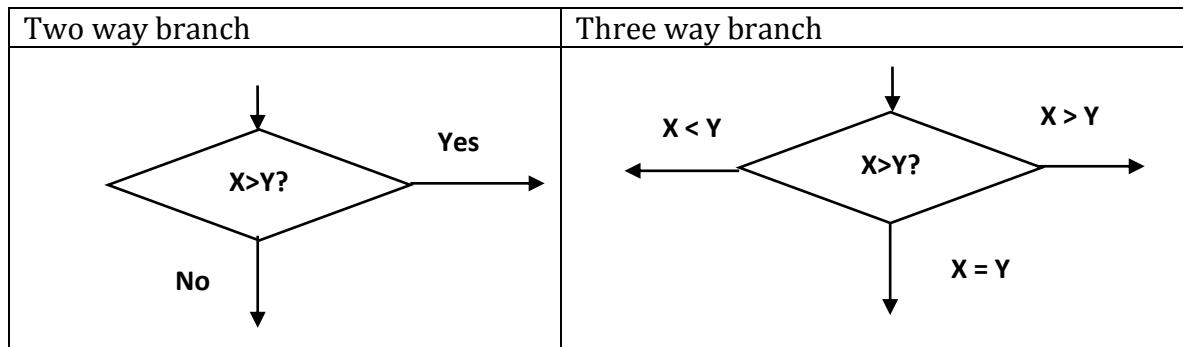 Two way branch
Three way branch
Yes
X>Y?
No
X < Y
X > Y
X>Y?
X = Y